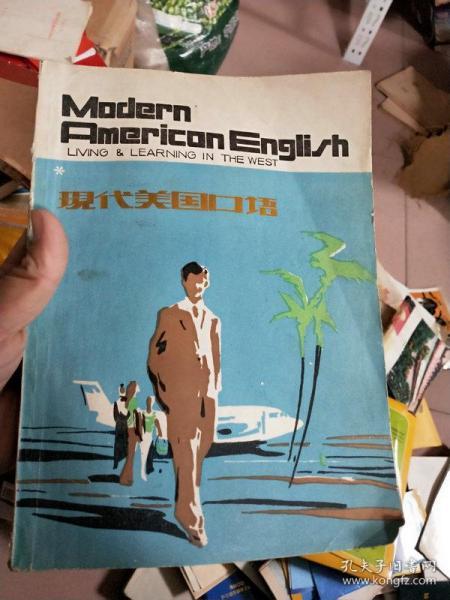 Modern
American English
LIVING & LEARNING IN THE WEST
*
現代美国口语
孔夫子旧书网
www.kongfz.com